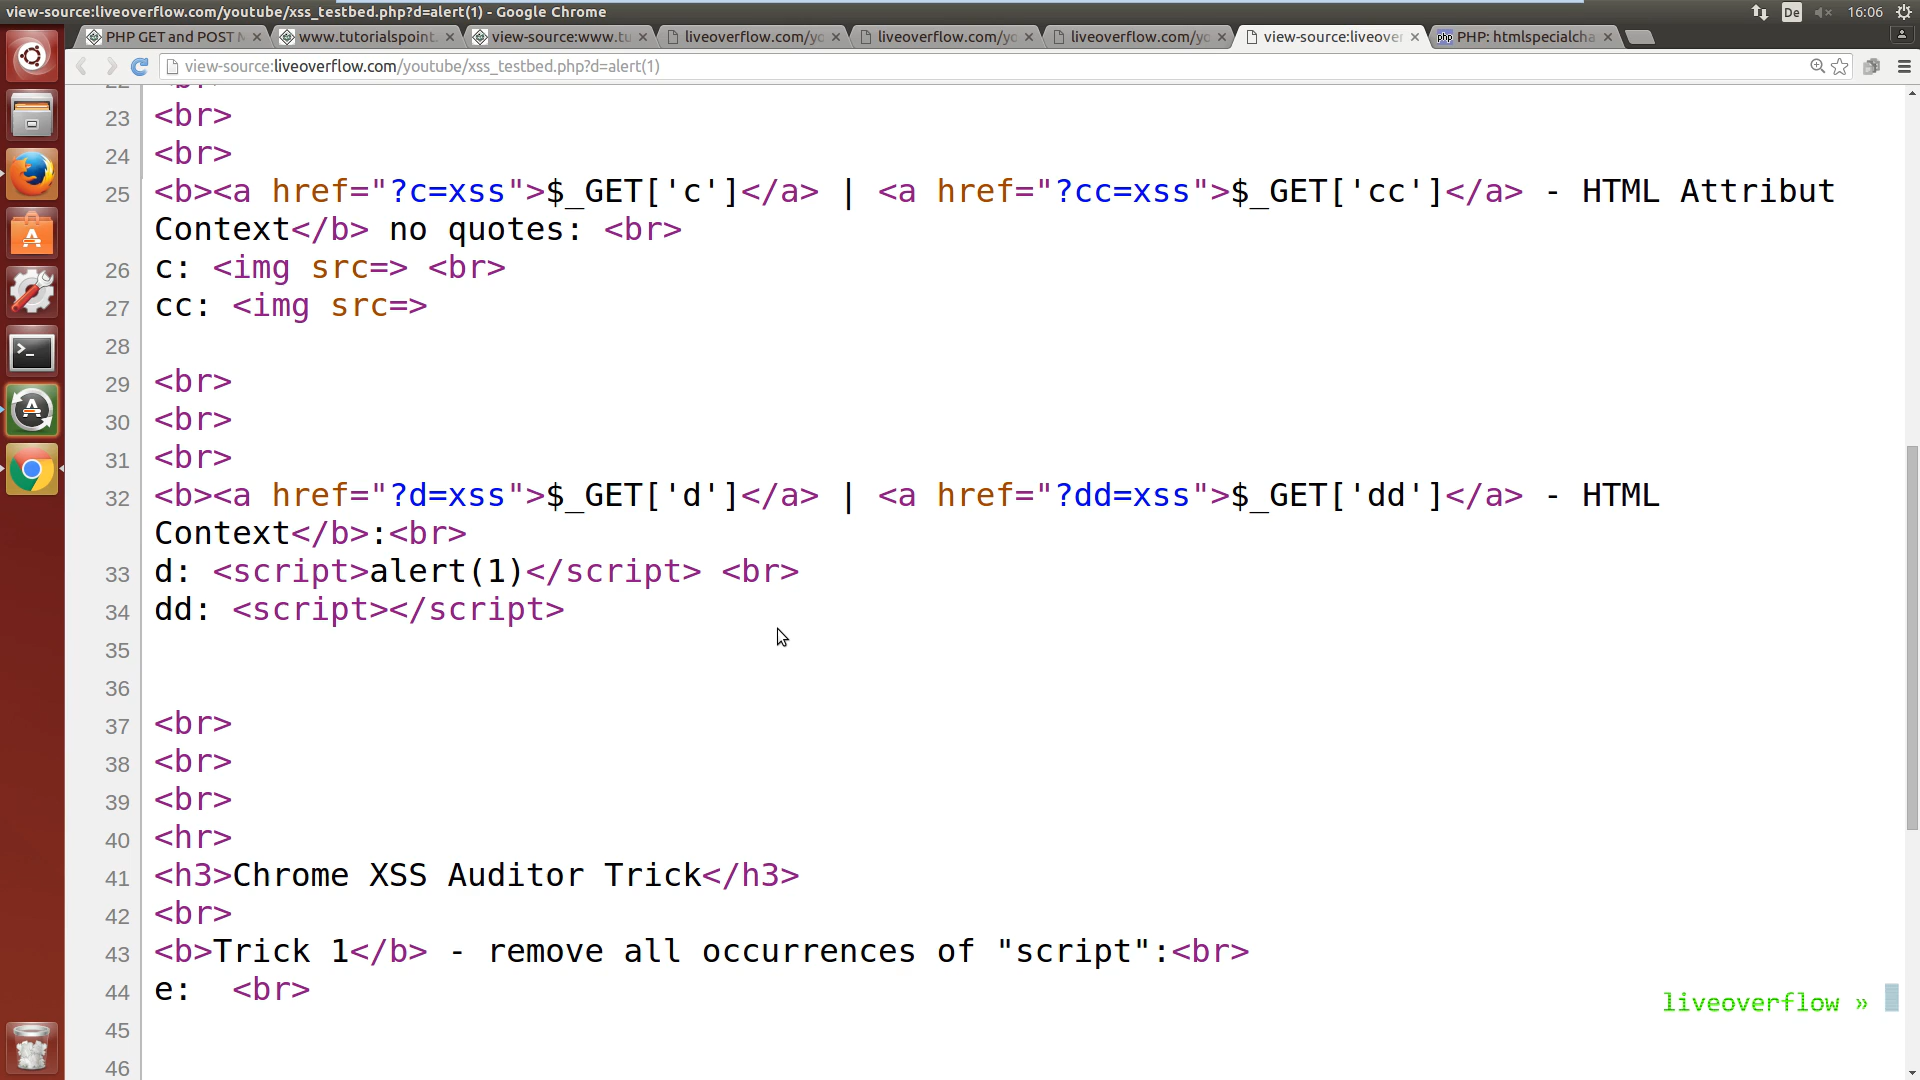 view-source:liveoverflow.com/youtube/xss_testbed.php?d=alert(1) - Google Chrome
De
16:06
PHP GET and POST M
www.tutorialspoint.
view-source:www.tu
liveoverflow.com/yo
liveoverflow.com/yo
liveoverflow.com/yo
view-source:liveover
php PHP: htmlspecialcha
view-source:liveoverflow.com/youtube/xss_testbed.php?d=alert(1)
22 <br>
23 <br>
24 <br>
25 <b><a href="?c=xss">$_GET['c']</a> | <a href="?cc=xss">$_GET['cc']</a> - HTML Attribut
Context</b> no quotes: <br>
26 c: <img src=> <br>
27 cc: <img src=>
28
29 <br>
30 <br>
31 <br>
32 <b><a href="?d=xss">$_GET['d']</a> | <a href="?dd=xss">$_GET['dd']</a> - HTML
Context</b>:<br>
33 d: <script>alert(1)</script> <br>
34 dd: <script></script>
35
36
37 <br>
38 <br>
39 <br>
40 <hr>
41 <h3>Chrome XSS Auditor Trick</h3>
42 <br>
43 <b>Trick 1</b> - remove all occurrences of "script":<br>
44 e:  <br>
45
46
liveoverflow »